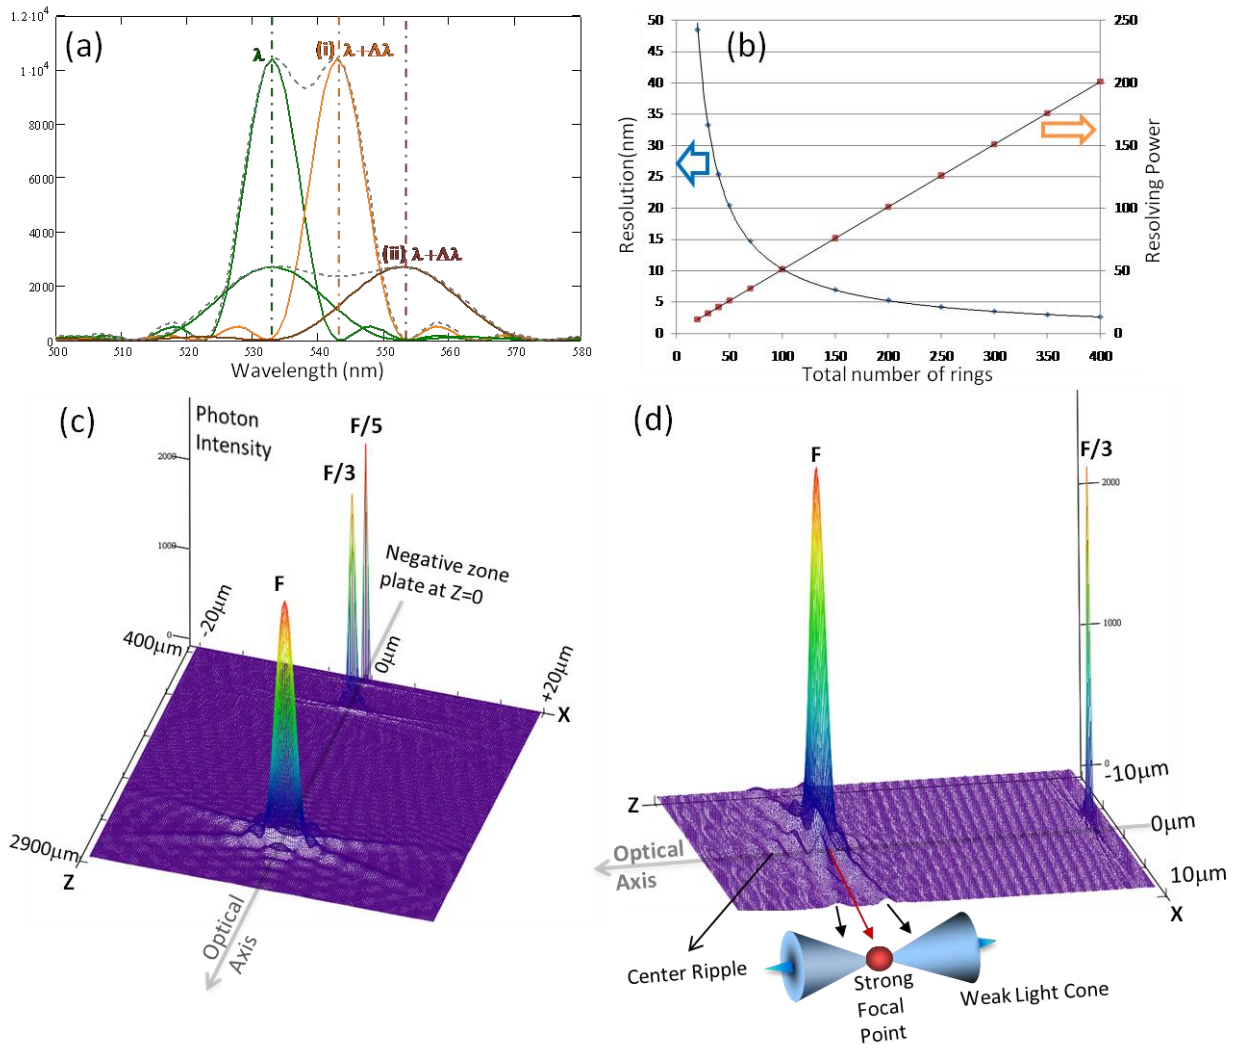 (a)
1.2·10⁴
1·10⁴
8000
6000
4000
2000
0
500
510
520
530
540
550
560
570
580
Wavelength (nm)
λ
(i) λ+Δλ
(ii) λ+Δλ
(b)
50
45
40
35
30
25
20
15
10
5
0
Resolution(nm)
250
200
150
100
50
0
Resolving Power
0
50
100
150
200
250
300
350
400
Total number of rings
(c)
Photon
Intensity
2000
1000
0
F/5
F/3
F
Negative zone
plate at Z=0
-20μm
0μm
+20μm
X
400μm
2900μm
Z
Optical
Axis
(d)
F
F/3
2000
1000
0
-10μm
0μm
10μm
X
Z
Optical
Axis
Center Ripple
Strong
Focal
Point
Weak Light Cone